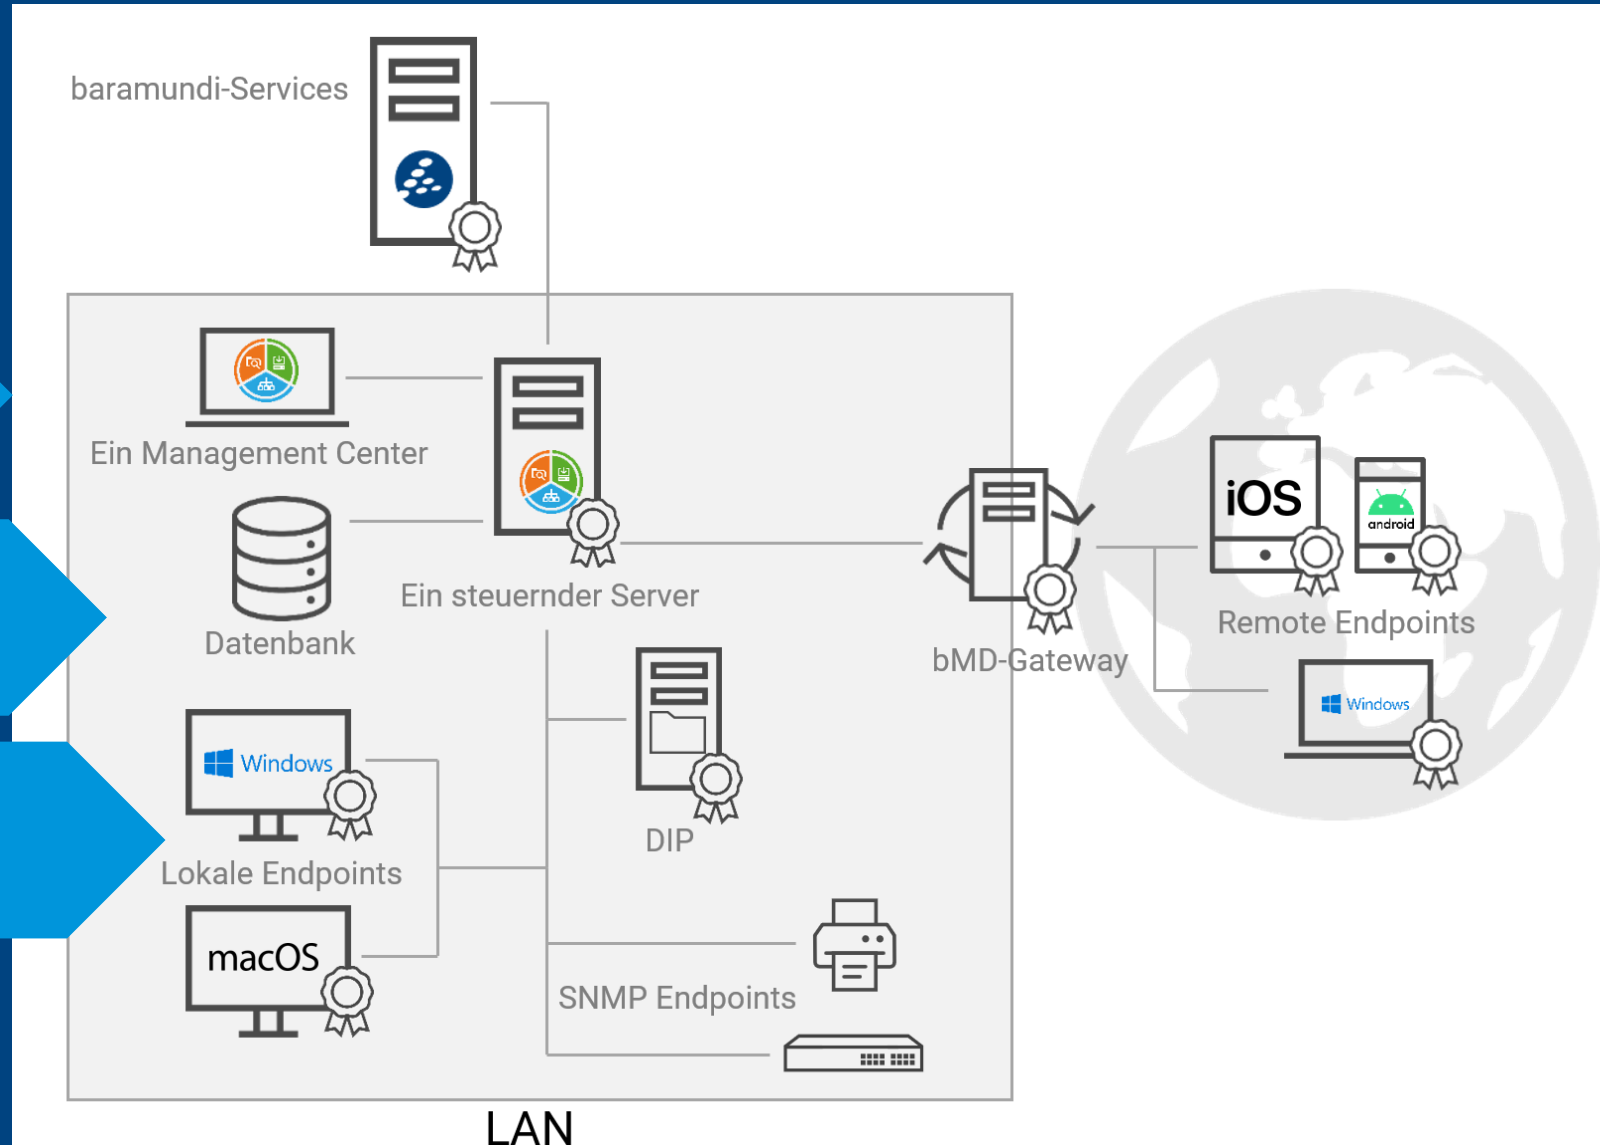 baramundi-Services
Ein Management Center
Datenbank
Ein steuernder Server
bMD-Gateway
iOS
android
Remote Endpoints
Windows
Windows
Lokale Endpoints
macOS
DIP
SNMP Endpoints
LAN